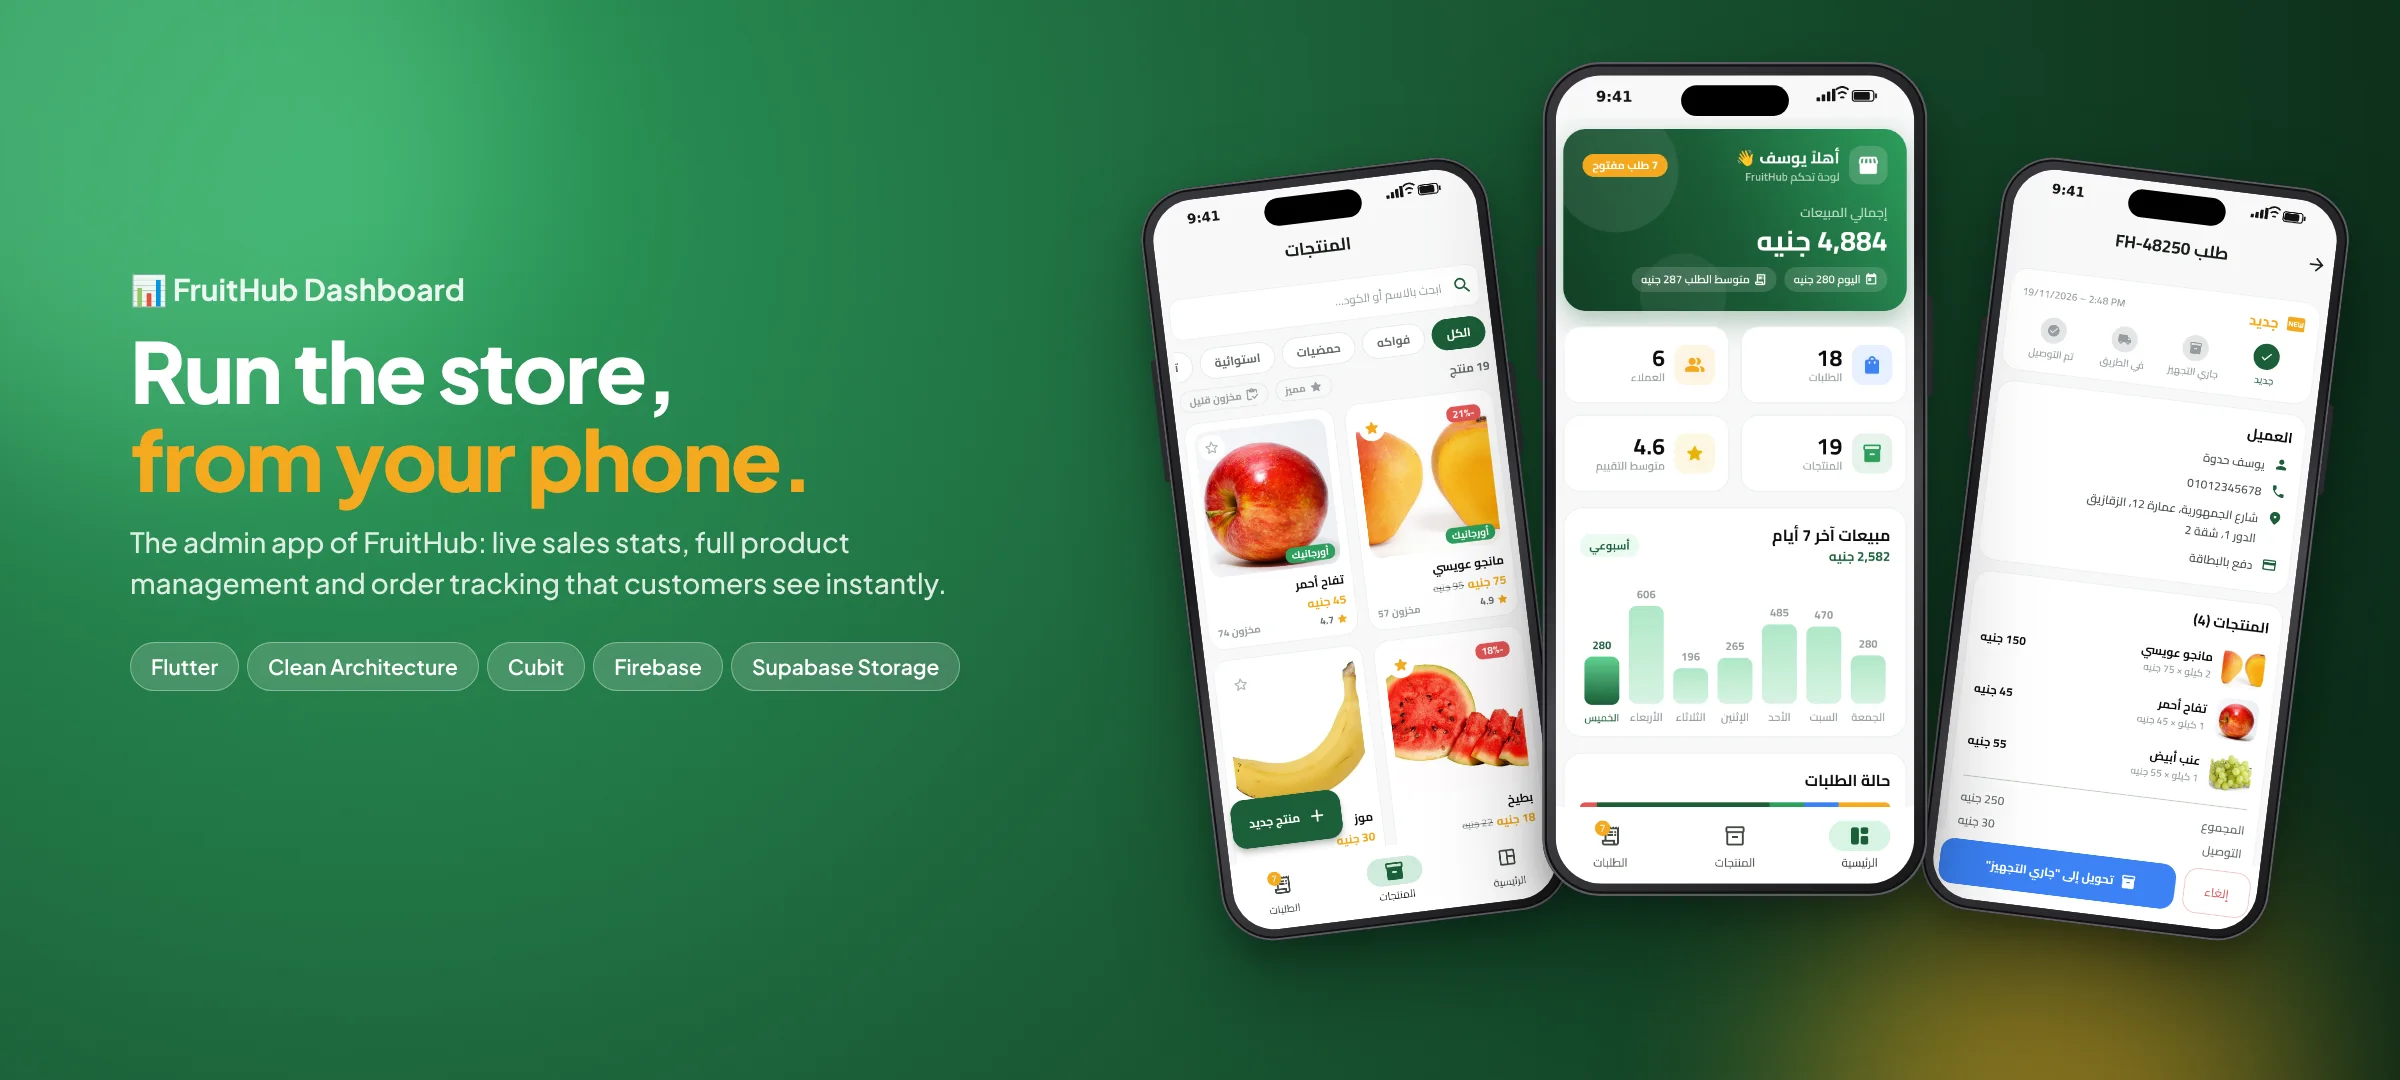 📊 FruitHub Dashboard
Run the store,
from your phone.
The admin app of FruitHub: live sales stats, full product
management and order tracking that customers see instantly.
Flutter
Clean Architecture
Cubit
Firebase
Supabase Storage
9:41
المنتجات
ابحث بالاسم أو الكود...
الكل
فواكه
حمضيات
استوائية
19 منتج
مميز
مخزون قليل
-21%
أورجانيك
مانجو عويسي
75 جنيه 95 جنيه
4.9
مخزون 57
أورجانيك
تفاح أحمر
45 جنيه
4.7
مخزون 74
-18%
بطيخ
18 جنيه 22 جنيه
موز
30 جنيه
منتج جديد
الرئيسية
المنتجات
الطلبات
7
9:41
أهلاً يوسف 👋
لوحة تحكم FruitHub
7 طلب مفتوح
إجمالي المبيعات
4,884 جنيه
اليوم 280 جنيه
متوسط الطلب 287 جنيه
18
الطلبات
6
العملاء
19
المنتجات
4.6
متوسط التقييم
مبيعات آخر 7 أيام
2,582 جنيه
أسبوعي
280
470
485
265
196
606
280
الجمعة
السبت
الأحد
الإثنين
الثلاثاء
الأربعاء
الخميس
حالة الطلبات
الرئيسية
المنتجات
الطلبات
7
9:41
طلب FH-48250
NEW جديد
19/11/2026 – 2:48 PM
جديد
جاري التجهيز
في الطريق
تم التوصيل
العميل
يوسف حدوة
01012345678
شارع الجمهورية، عمارة 12، الزقازيق
الدور 1، شقة 2
دفع بالبطاقة
المنتجات (4)
مانجو عويسي
2 كيلو × 75 جنيه
150 جنيه
تفاح أحمر
1 كيلو × 45 جنيه
45 جنيه
عنب أبيض
1 كيلو × 55 جنيه
55 جنيه
المجموع
250 جنيه
التوصيل
30 جنيه
إلغاء
تحويل إلى "جاري التجهيز"